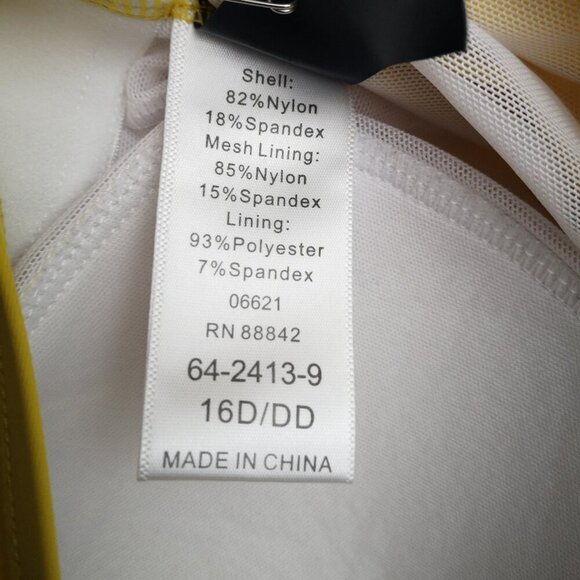 Shell:
82%Nylon
18%Spandex
Mesh Lining:
85%Nylon
15%Spandex
Lining:
93%Polyester
7%Spandex
06621
RN 88842
64-2413-9
16D/DD
MADE IN CHINA